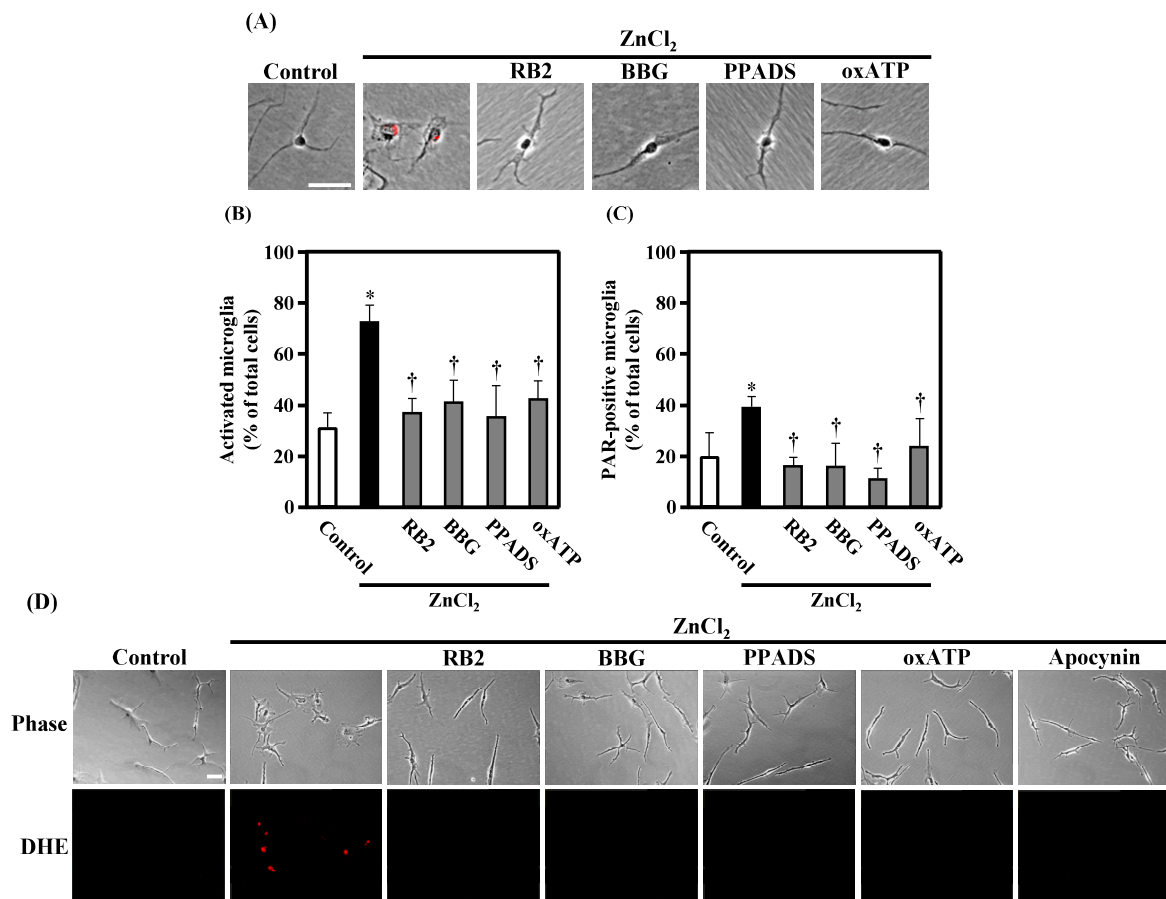 (A)
ZnCl₂
Control RB2 BBG PPADS oxATP
(B) (C)
Activated microglia
(% of total cells)
100
80
60
40
20
0
*
†
†
†
†
Control
RB2
BBG
PPADS
oxATP
ZnCl₂
PAR-positive microglia
(% of total cells)
100
80
60
40
20
0
*
†
†
†
†
Control
RB2
BBG
PPADS
oxATP
ZnCl₂
(D)
ZnCl₂
Control RB2 BBG PPADS oxATP Apocynin
Phase
DHE